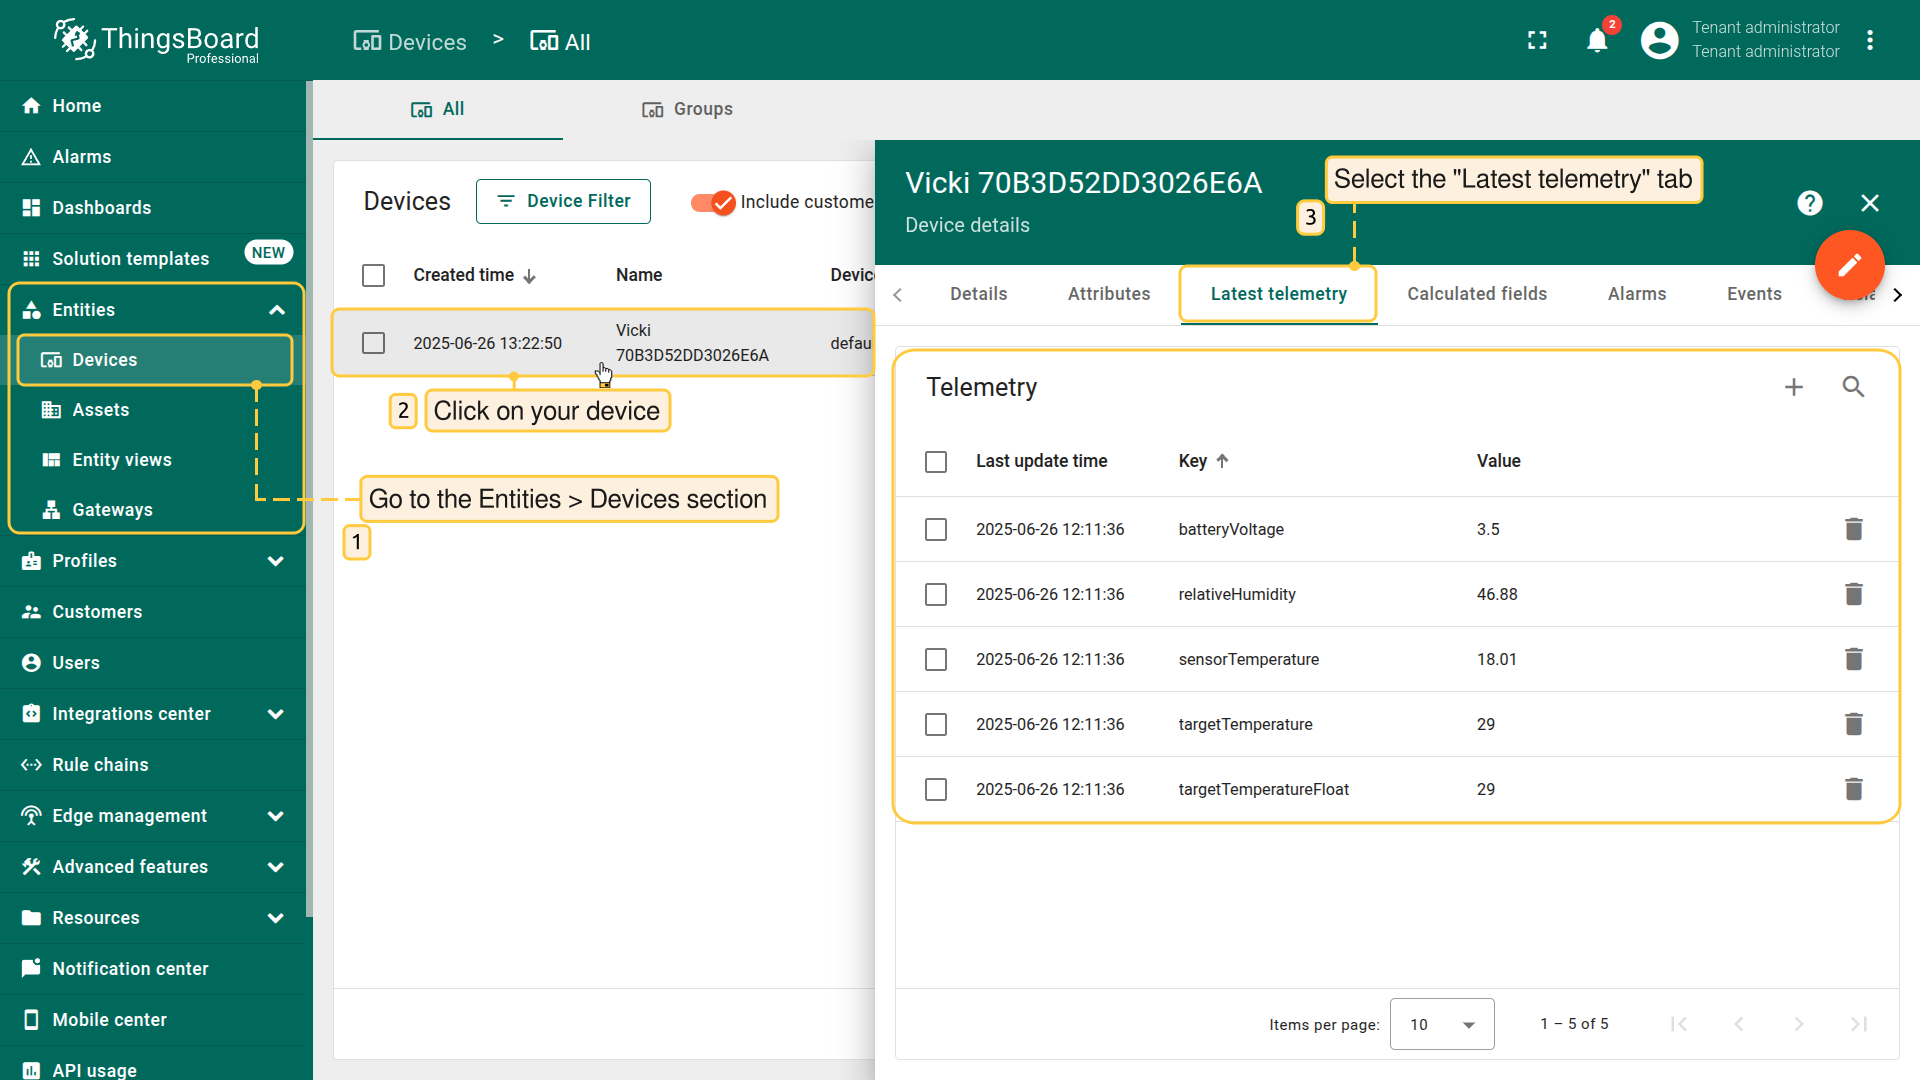 ThingsBoard
Professional
Devices > All
2
Tenant administrator
Tenant administrator
Home
Alarms
Dashboards
Solution templates NEW
Entities
Devices
Assets
Entity views
Gateways
Profiles
Customers
Users
Integrations center
Rule chains
Edge management
Advanced features
Resources
Notification center
Mobile center
API usage
All Groups
Devices Device Filter Include custome
Created time Name Device
2025-06-26 13:22:50 Vicki 70B3D52DD3026E6A defau
2 Click on your device
Go to the Entities > Devices section
1
Vicki 70B3D52DD3026E6A
Device details
Select the "Latest telemetry" tab
3
?
Details Attributes Latest telemetry Calculated fields Alarms Events
Telemetry
Last update time Key Value
2025-06-26 12:11:36 batteryVoltage 3.5
2025-06-26 12:11:36 relativeHumidity 46.88
2025-06-26 12:11:36 sensorTemperature 18.01
2025-06-26 12:11:36 targetTemperature 29
2025-06-26 12:11:36 targetTemperatureFloat 29
Items per page: 10 1 – 5 of 5